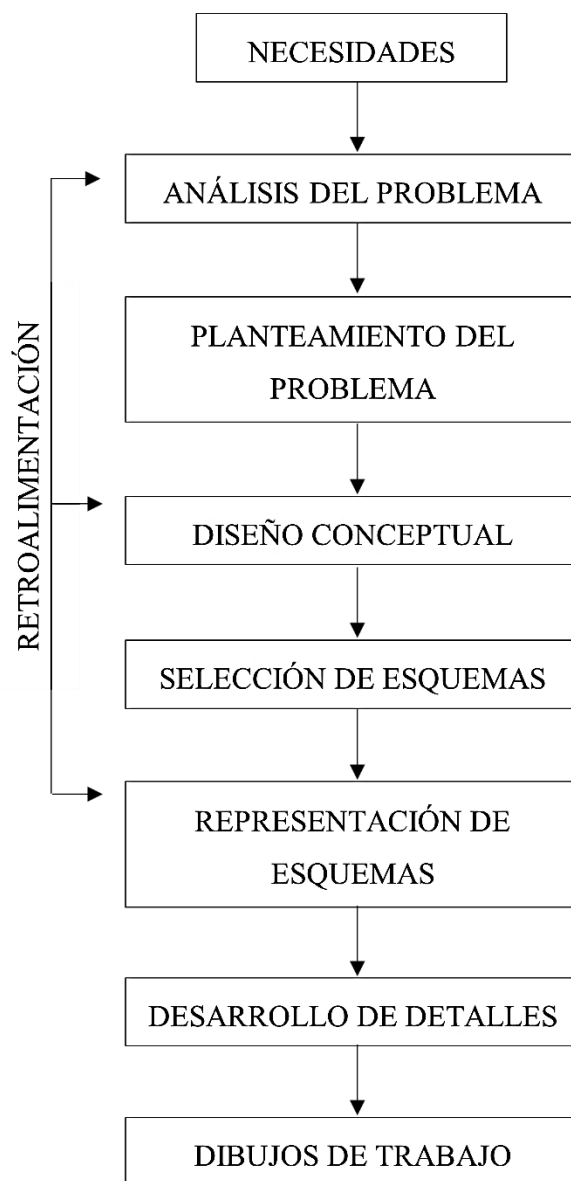 NECESIDADES
ANÁLISIS DEL PROBLEMA
PLANTEAMIENTO DEL
PROBLEMA
RETROALIMENTACIÓN
DISEÑO CONCEPTUAL
SELECCIÓN DE ESQUEMAS
REPRESENTACIÓN DE
ESQUEMAS
DESARROLLO DE DETALLES
DIBUJOS DE TRABAJO